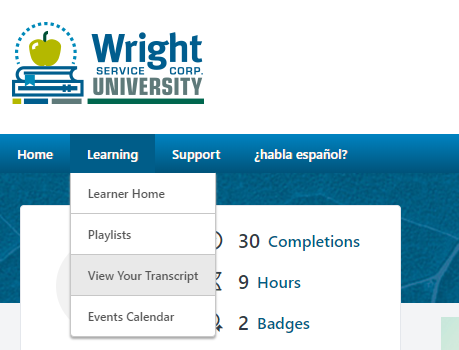 Wright
SERVICE CORP.
UNIVERSITY
Home Learning Support ¿habla español?
Learner Home
Playlists
View Your Transcript
Events Calendar
30 Completions
9 Hours
2 Badges